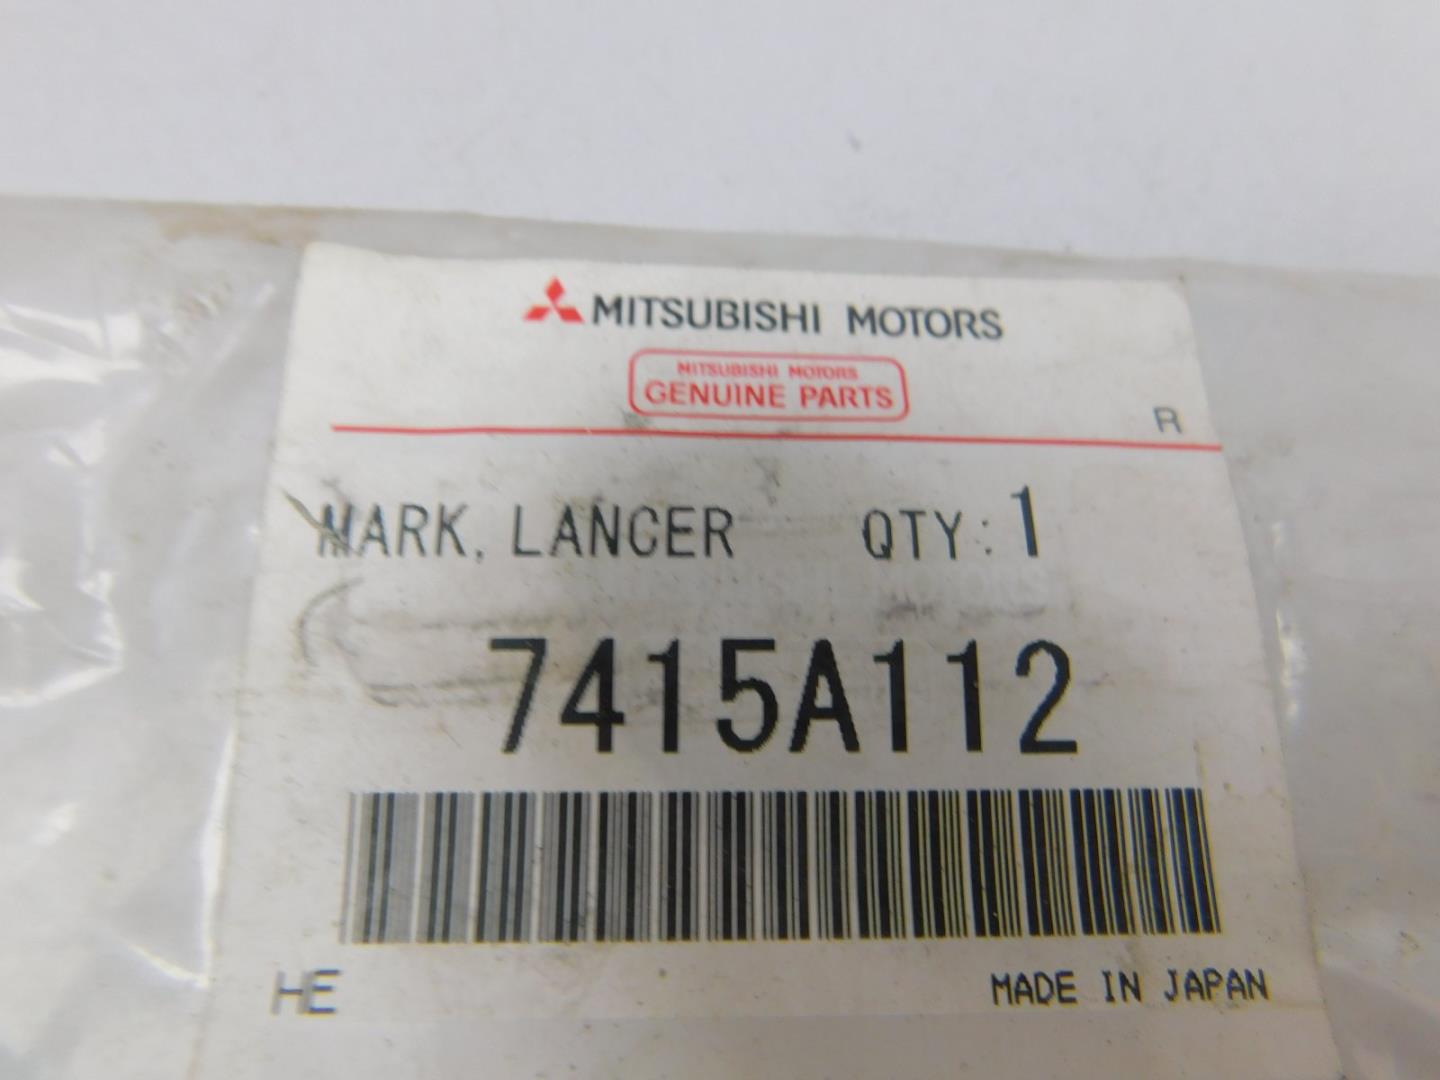 MITSUBISHI MOTORS
MITSUBISHI MOTORS
GENUINE PARTS
R
MARK, LANCER QTY: 1
7415A112
HE MADE IN JAPAN